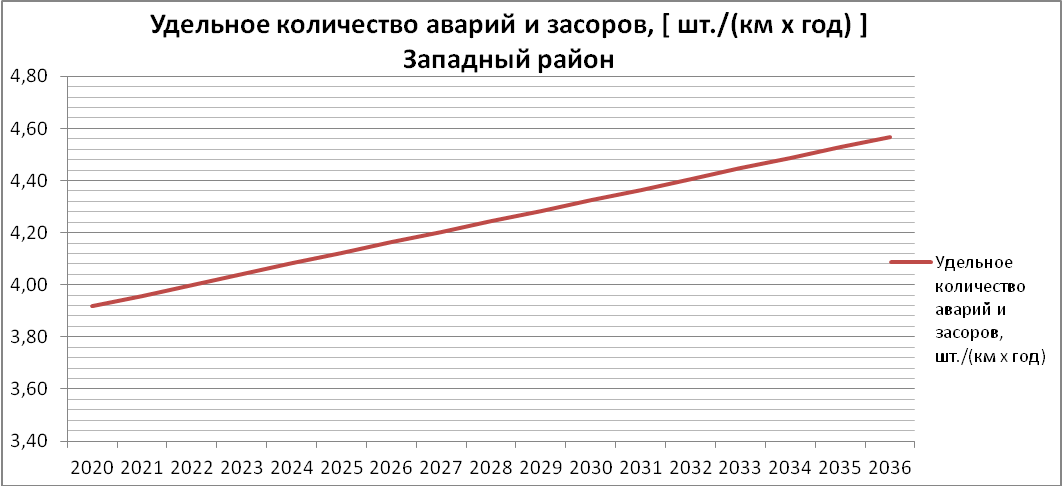 Удельное количество аварий и засоров, [ шт./(км х год) ]
Западный район
4,80
4,60
4,40
4,20
4,00
3,80
3,60
3,40
2020 2021 2022 2023 2024 2025 2026 2027 2028 2029 2030 2031 2032 2033 2034 2035 2036
Удельное
количество
аварий и
засоров,
шт./(км х год)